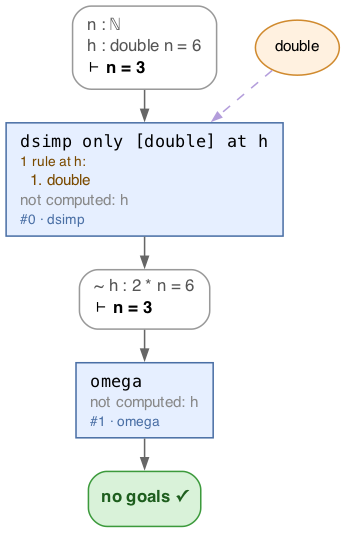 n : ℕ
h : double n = 6
⊢ n = 3
double
dsimp only [double] at h
1 rule at h:
1. double
not computed: h
#0 · dsimp
~ h : 2 * n = 6
⊢ n = 3
omega
not computed: h
#1 · omega
no goals ✓